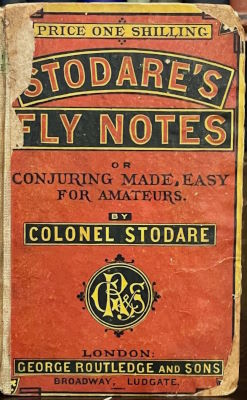 PRICE ONE SHILLING
STODARE'S
FLY NOTES
OR
CONJURING MADE, EASY
FOR AMATEURS.
BY
COLONEL STODARE
GR&S
LONDON:
GEORGE ROUTLEDGE AND SONS
BROADWAY, LUDGATE.